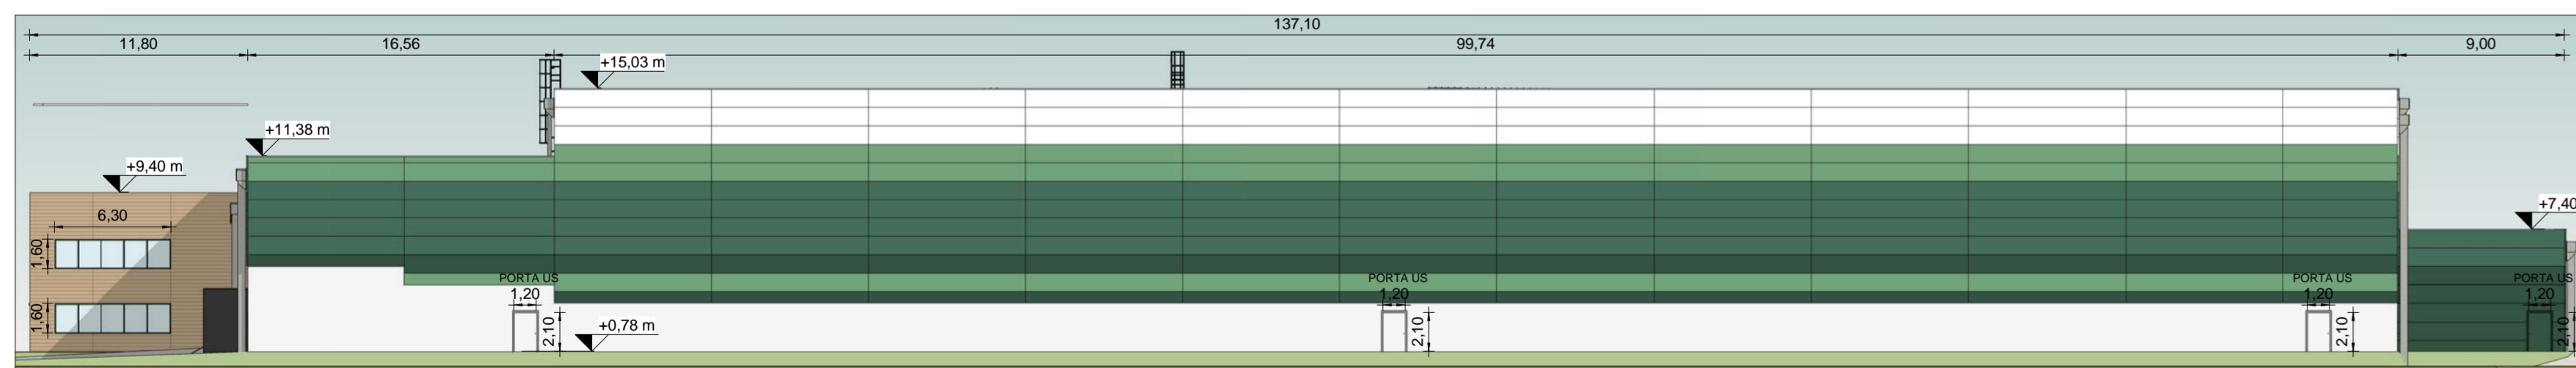 137,10
11,80 16,56 99,74 9,00
+15,03 m
+11,38 m
+9,40 m
+7,40
6,30
1,60
1,60
PORTA US PORTA US PORTA US PORTA US
1,20 1,20 1,20 1,20
2,10 2,10 2,10 2,10
+0,78 m